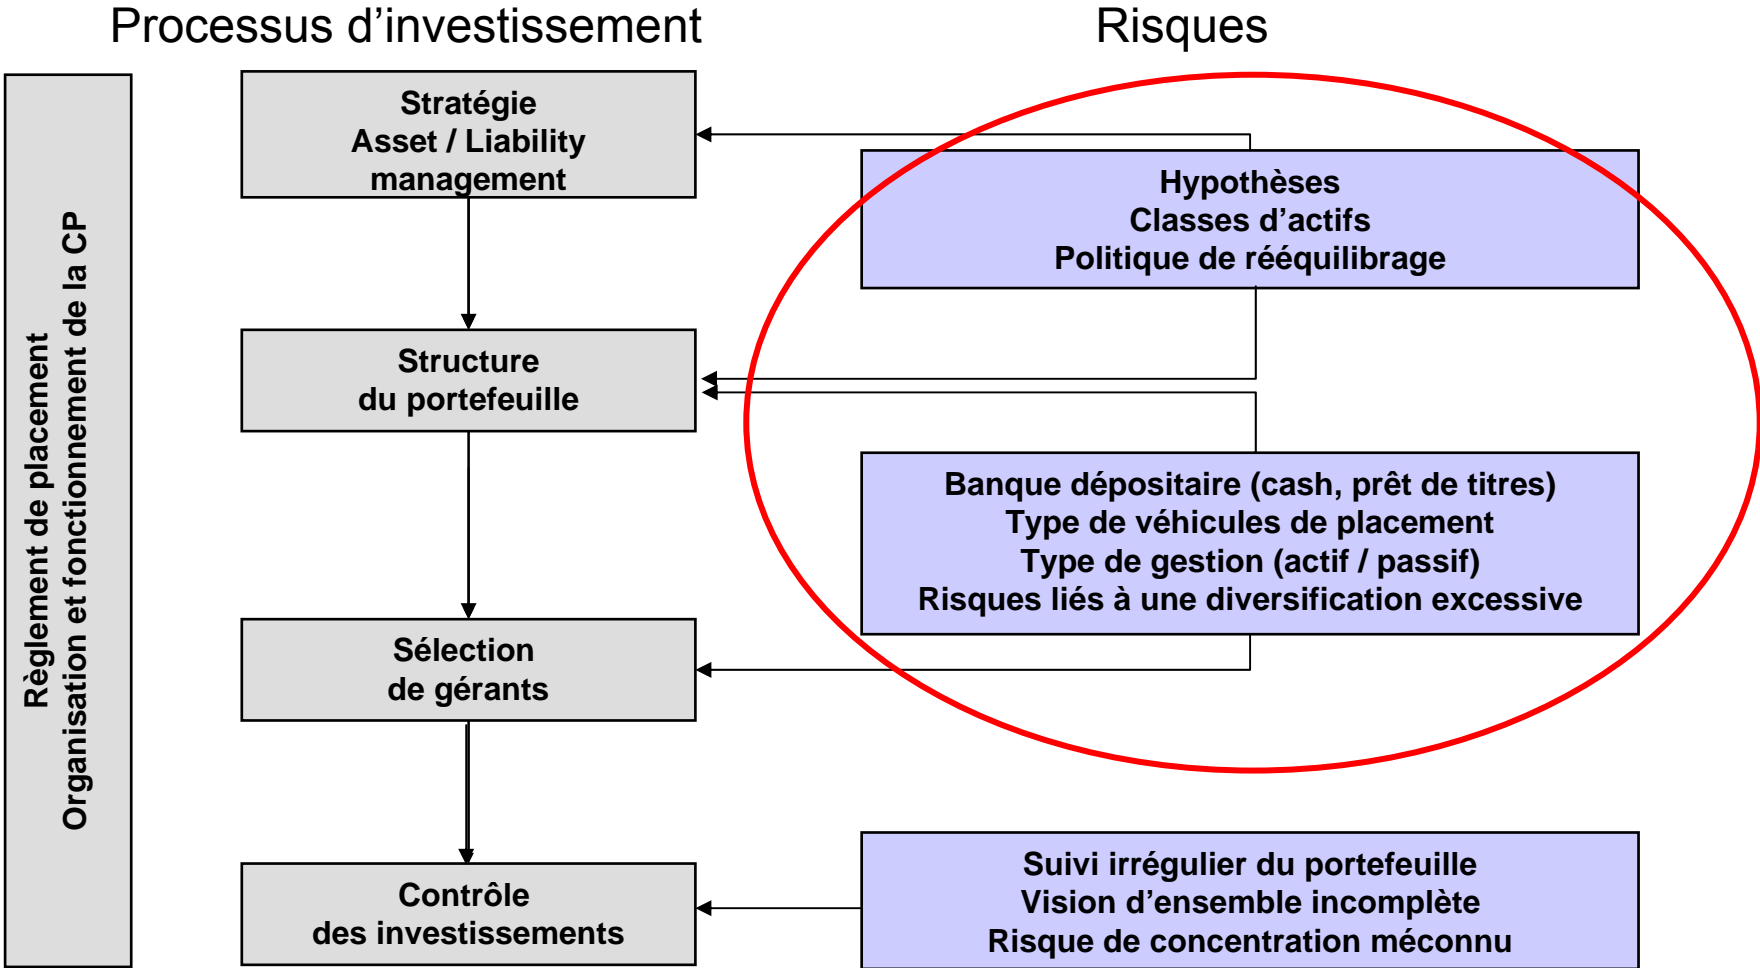 Processus d'investissement
Risques
Règlement de placement
Organisation et fonctionnement de la CP
Stratégie
Asset / Liability
management
Hypothèses
Classes d'actifs
Politique de rééquilibrage
Structure
du portefeuille
Banque dépositaire (cash, prêt de titres)
Type de véhicules de placement
Type de gestion (actif / passif)
Risques liés à une diversification excessive
Sélection
de gérants
Contrôle
des investissements
Suivi irrégulier du portefeuille
Vision d'ensemble incomplète
Risque de concentration méconnu